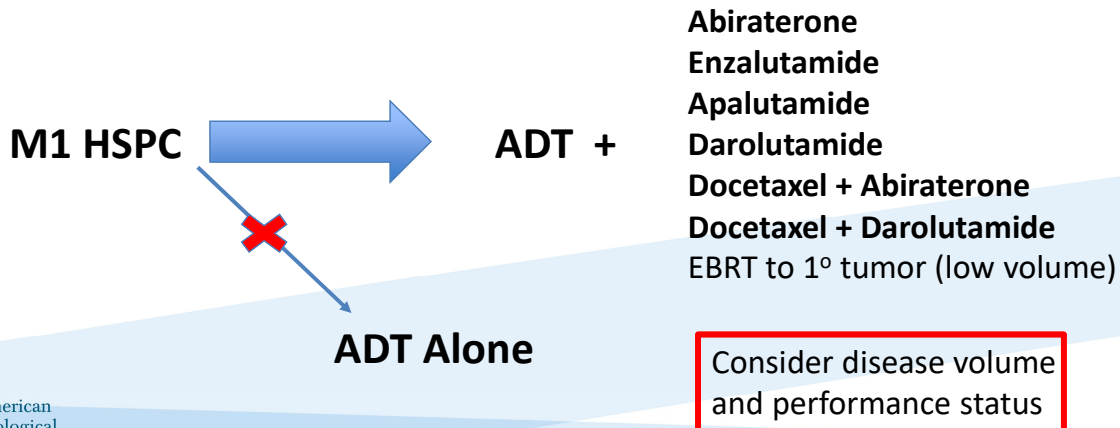 M1 HSPC
ADT +
Abiraterone
Enzalutamide
Apalutamide
Darolutamide
Docetaxel + Abiraterone
Docetaxel + Darolutamide
EBRT to 1º tumor (low volume)
ADT Alone
Consider disease volume
and performance status